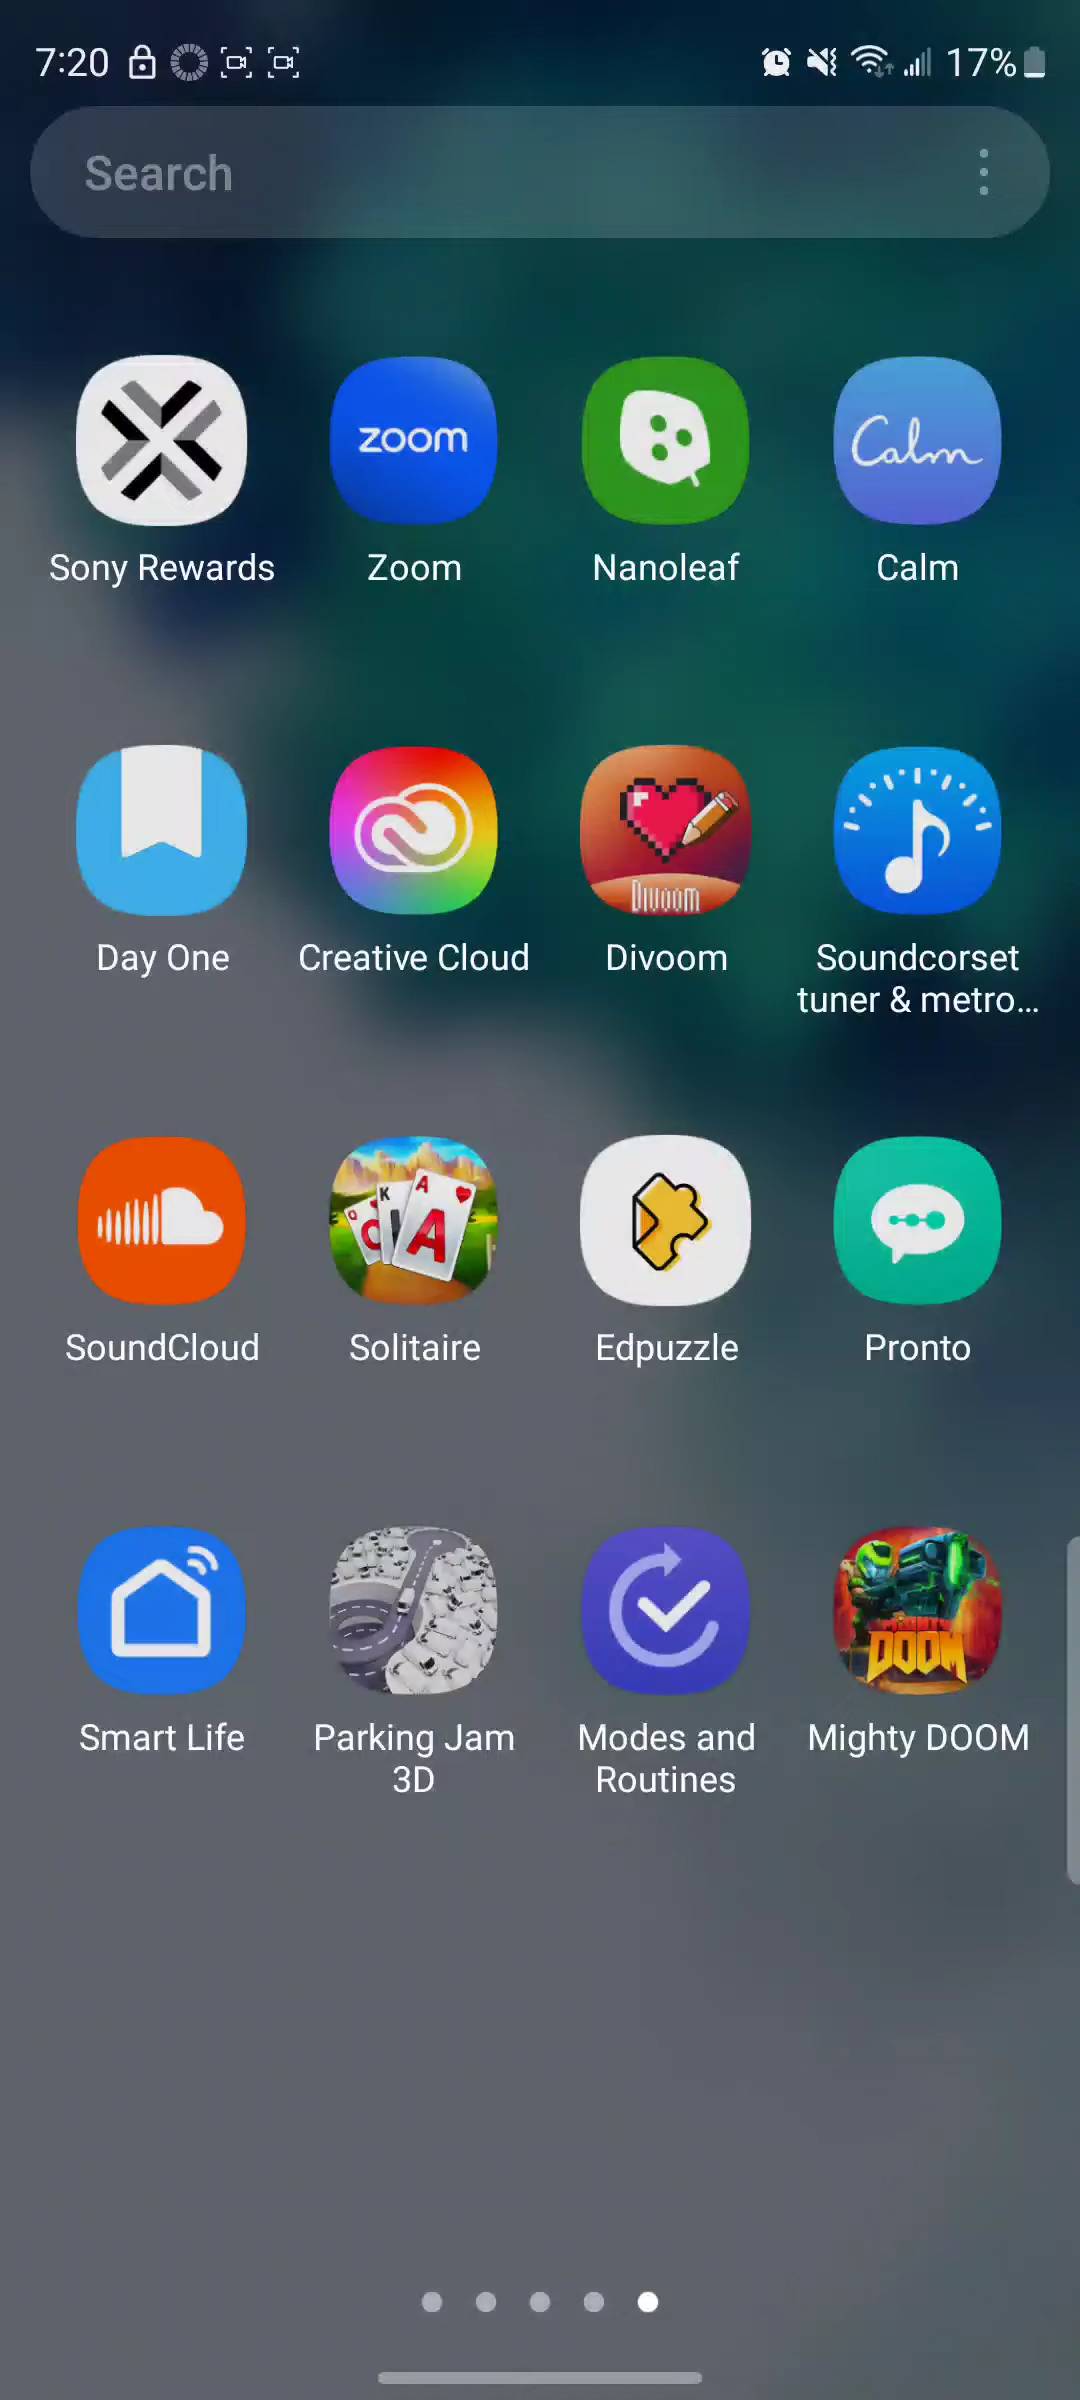 7:20
17%
Search
zoom
Calm
Sony Rewards
Zoom
Nanoleaf
Calm
Divoom
Day One
Creative Cloud
Divoom
Soundcorset
tuner & metro...
K
A
Q
A
SoundCloud
Solitaire
Edpuzzle
Pronto
MIGHTY
DOOM
Smart Life
Parking Jam
3D
Modes and
Routines
Mighty DOOM